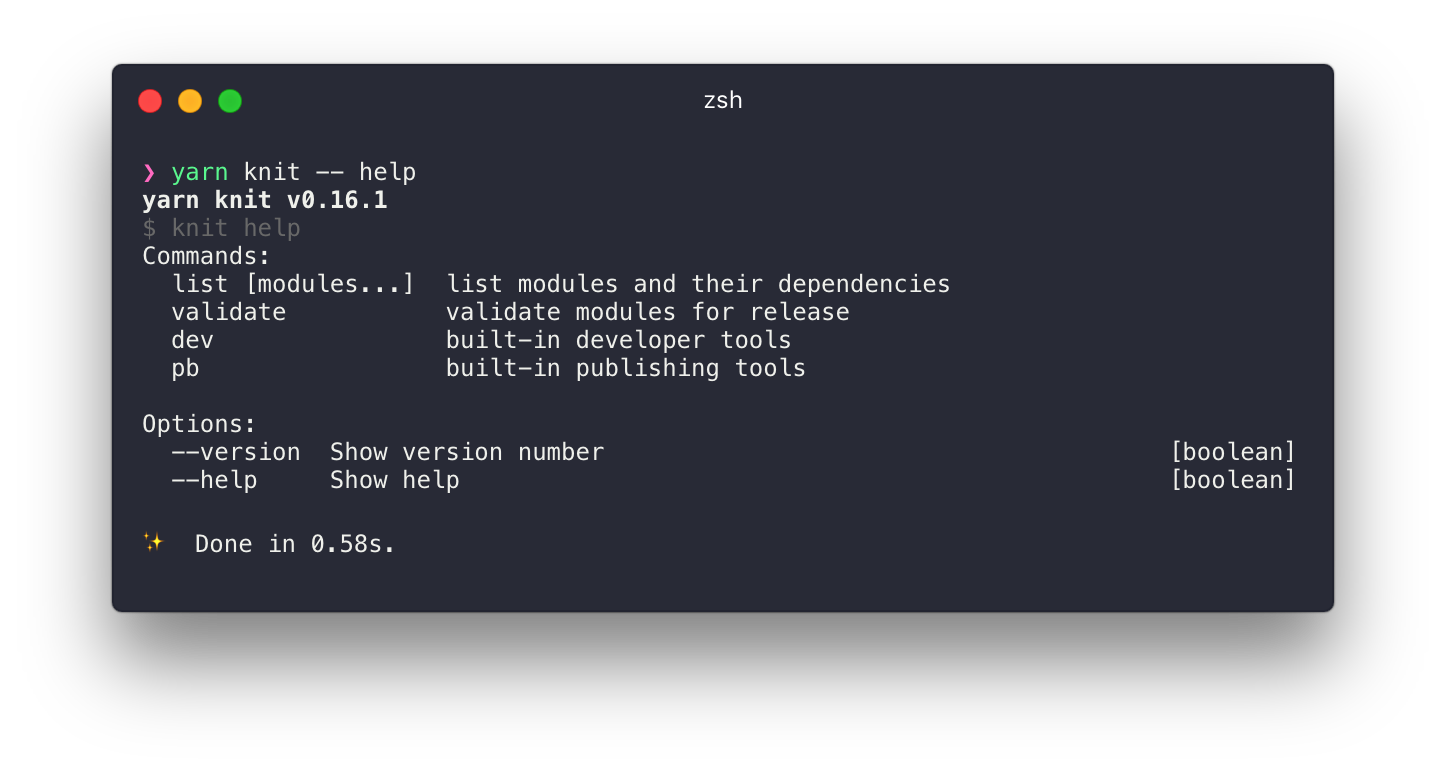 zsh
❯ yarn knit -- help
yarn knit v0.16.1
$ knit help
Commands:
  list [modules...]  list modules and their dependencies
  validate           validate modules for release
  dev                built-in developer tools
  pb                 built-in publishing tools

Options:
  --version  Show version number                                          [boolean]
  --help     Show help                                                    [boolean]

✨  Done in 0.58s.